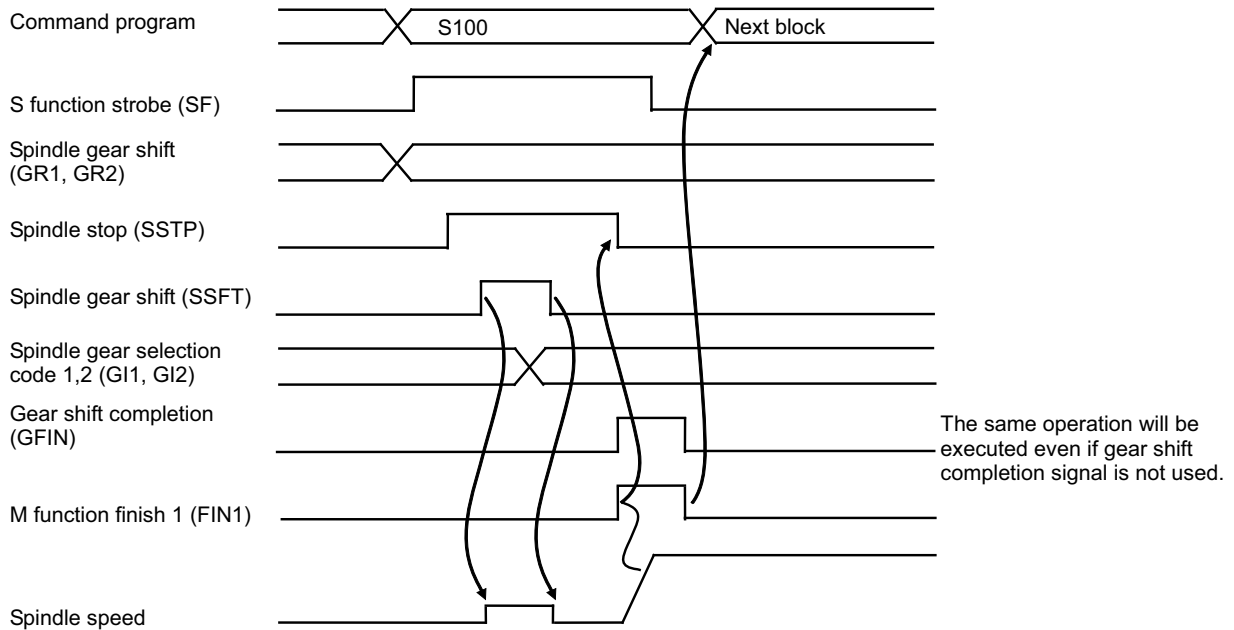 Command program
S100
Next block
S function strobe (SF)
Spindle gear shift
(GR1, GR2)
Spindle stop (SSTP)
Spindle gear shift (SSFT)
Spindle gear selection
code 1,2 (GI1, GI2)
Gear shift completion
(GFIN)
The same operation will be
executed even if gear shift
completion signal is not used.
M function finish 1 (FIN1)
Spindle speed